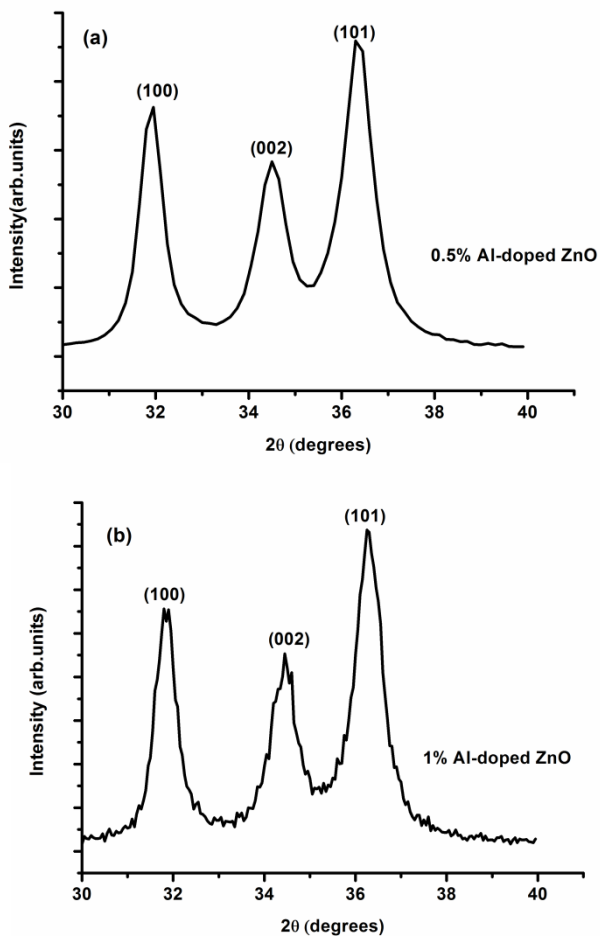 (a)
(101)
(100)
(002)
Intensity(arb.units)
0.5% Al-doped ZnO
30 32 34 36 38 40
2θ (degrees)
(b)
(101)
(100)
(002)
Intensity (arb.units)
1% Al-doped ZnO
30 32 34 36 38 40
2θ (degrees)